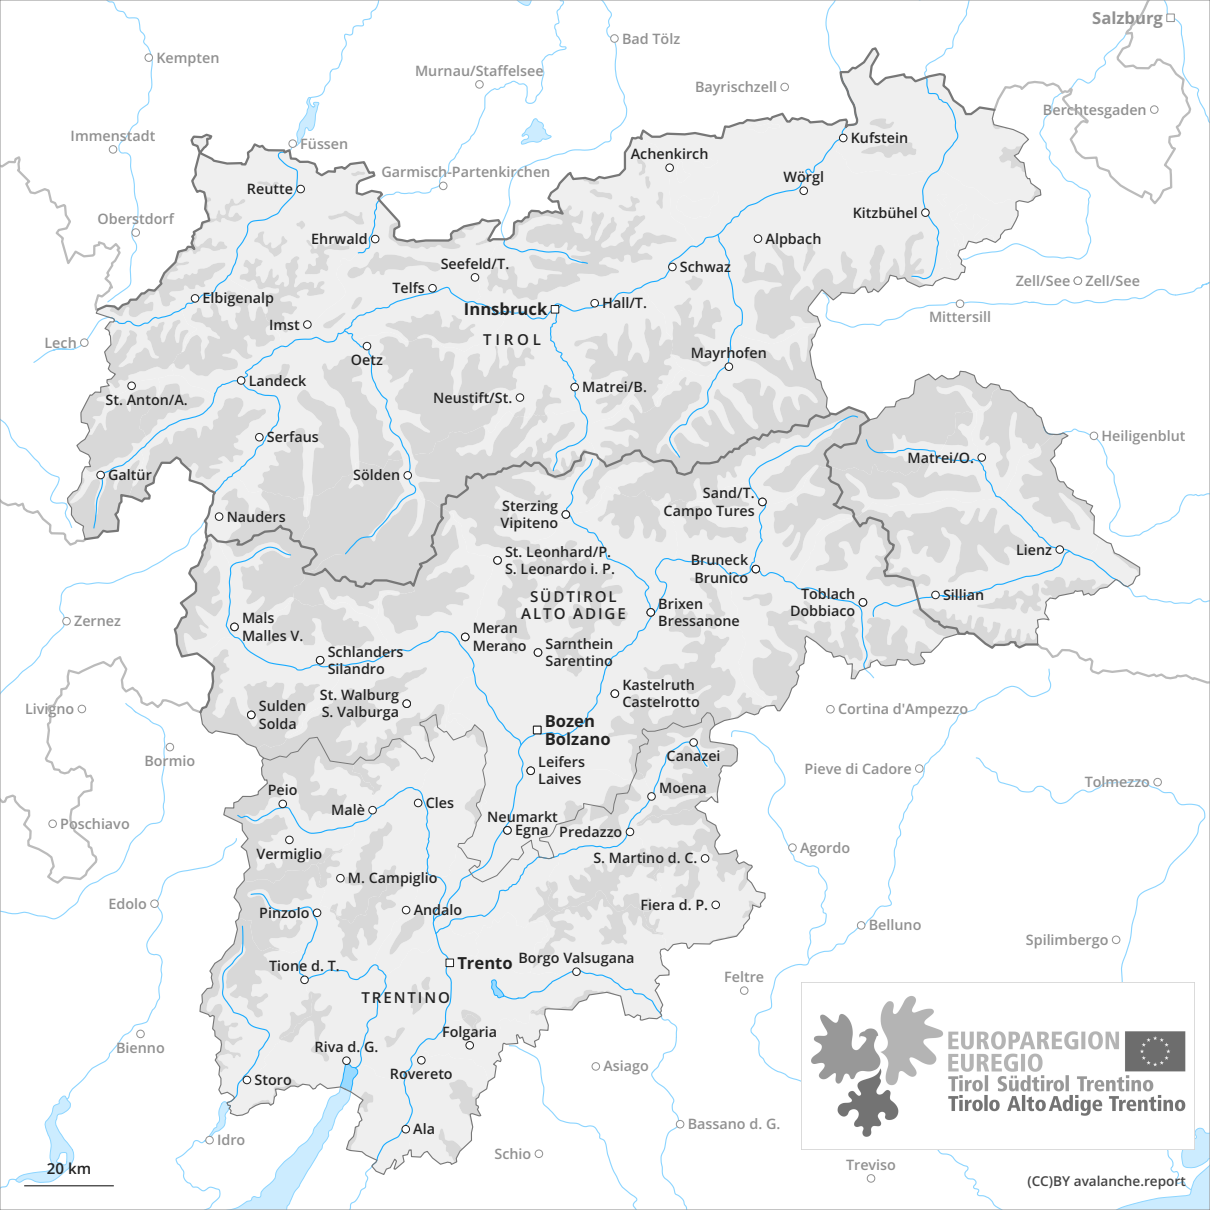 Salzburg
Kempten
Bad Tölz
Murnau/Staffelsee
Bayrischzell
Berchtesgaden
Immenstadt
Füssen
Kufstein
Achenkirch
Garmisch-Partenkirchen
Wörgl
Reutte
Oberstdorf
Kitzbühel
Ehrwald
Alpbach
Seefeld/T.
Schwaz
Zell/See
Zell/See
Telfs
Elbigenalp
Innsbruck
Hall/T.
Mittersill
Imst
TIROL
Lech
Oetz
Mayrhofen
Landeck
Matrei/B.
St. Anton/A.
Neustift/St.
Serfaus
Heiligenblut
Matrei/O.
Galtür
Sölden
Sand/T.
Campo Tures
Sterzing
Vipiteno
Nauders
St. Leonhard/P.
S. Leonardo i. P.
Lienz
Bruneck
Brunico
SÜDTIROL
ALTO ADIGE
Toblach
Dobbiaco
Sillian
Brixen
Bressanone
Zernez
Mals
Malles V.
Meran
Merano
Sarnthein
Sarentino
Schlanders
Silandro
Kastelruth
Castelrotto
St. Walburg
S. Valburga
Livigno
Sulden
Solda
Cortina d'Ampezzo
Bozen
Bolzano
Bormio
Canazei
Leifers
Laives
Pieve di Cadore
Tolmezzo
Peio
Moena
Malè
Cles
Neumarkt
Egna
Predazzo
Poschiavo
Vermiglio
Agordo
S. Martino d. C.
M. Campiglio
Edolo
Pinzolo
Andalo
Fiera d. P.
Belluno
Spilimbergo
Tione d. T.
Trento
Borgo Valsugana
Feltre
TRENTINO
Folgaria
Bienno
Riva d. G.
Rovereto
Asiago
Storo
Ala
Idro
Bassano d. G.
Schio
Treviso
EUROPAREGION
EUREGIO
Tirol Südtirol Trentino
Tirolo Alto Adige Trentino
20 km
(CC)BY avalanche.report